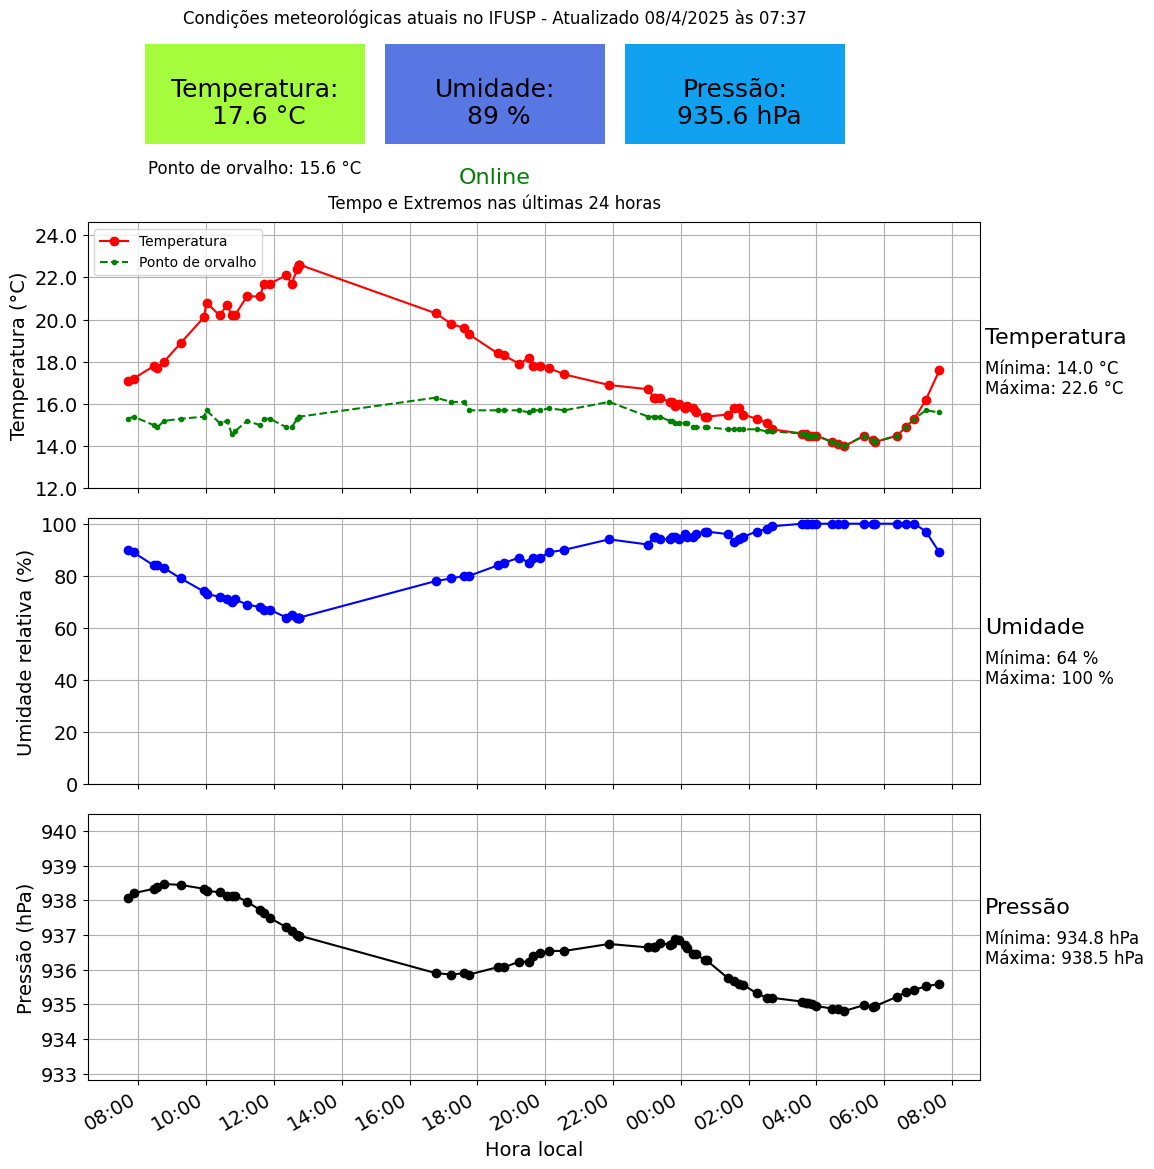 Condições meteorológicas atuais no IFUSP - Atualizado 08/4/2025 às 07:37
Temperatura:
17.6 °C
Umidade:
89 %
Pressão:
935.6 hPa
Ponto de orvalho: 15.6 °C
Online
Tempo e Extremos nas últimas 24 horas
Temperatura (°C)
24.0
22.0
20.0
18.0
16.0
14.0
12.0
Temperatura
Ponto de orvalho
Temperatura
Mínima: 14.0 °C
Máxima: 22.6 °C
Umidade relativa (%)
100
80
60
40
20
0
Umidade
Mínima: 64 %
Máxima: 100 %
Pressão (hPa)
940
939
938
937
936
935
934
933
Pressão
Mínima: 934.8 hPa
Máxima: 938.5 hPa
08:00
10:00
12:00
14:00
16:00
18:00
20:00
22:00
00:00
02:00
04:00
06:00
08:00
Hora local